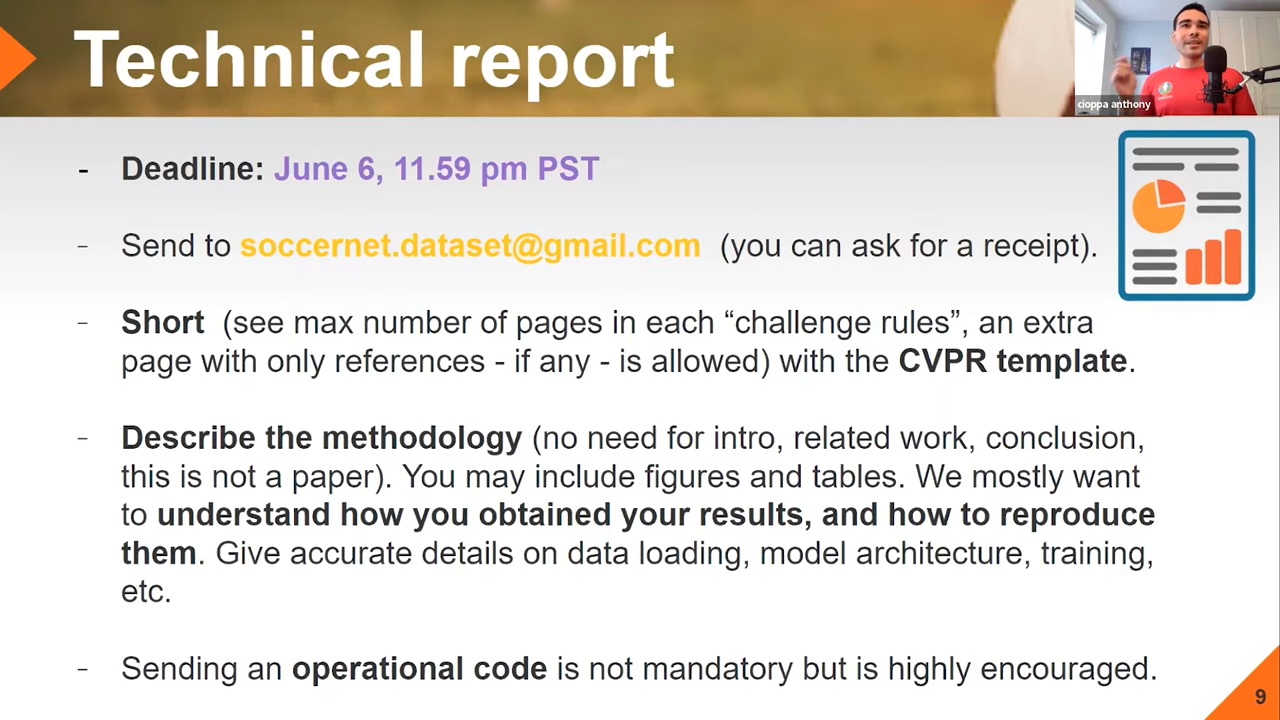 Technical report
cioppa anthony
- Deadline: June 6, 11.59 pm PST
- Send to soccernet.dataset@gmail.com (you can ask for a receipt).
- Short (see max number of pages in each “challenge rules”, an extra
page with only references - if any - is allowed) with the CVPR template.
- Describe the methodology (no need for intro, related work, conclusion,
this is not a paper). You may include figures and tables. We mostly want
to understand how you obtained your results, and how to reproduce
them. Give accurate details on data loading, model architecture, training,
etc.
- Sending an operational code is not mandatory but is highly encouraged.
9